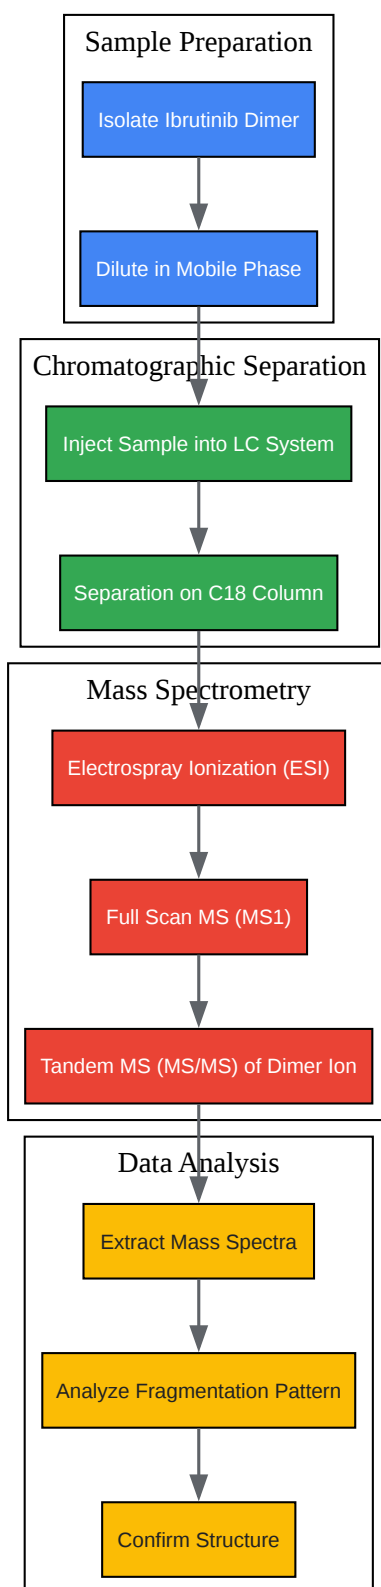 Sample Preparation
Isolate Ibrutinib Dimer
Dilute in Mobile Phase
Chromatographic Separation
Inject Sample into LC System
Separation on C18 Column
Mass Spectrometry
Electrospray Ionization (ESI)
Full Scan MS (MS1)
Tandem MS (MS/MS) of Dimer Ion
Data Analysis
Extract Mass Spectra
Analyze Fragmentation Pattern
Confirm Structure